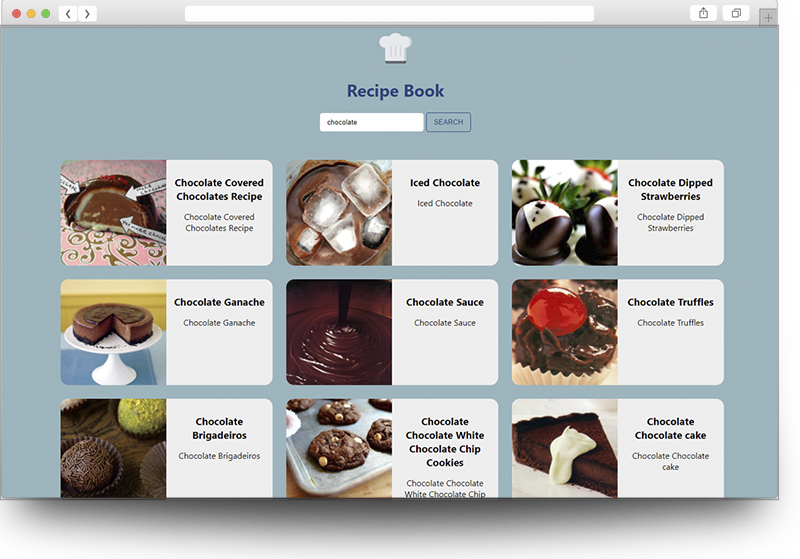 Recipe Book
chocolate
SEARCH
Chocolate Covered
Chocolates Recipe
Chocolate Covered
Chocolates Recipe
Iced Chocolate
Iced Chocolate
Chocolate Dipped
Strawberries
Chocolate Dipped
Strawberries
Chocolate Ganache
Chocolate Ganache
Chocolate Sauce
Chocolate Sauce
Chocolate Truffles
Chocolate Truffles
Chocolate
Brigadeiros
Chocolate Brigadeiros
Chocolate
Chocolate White
Chocolate Chip
Cookies
Chocolate Chocolate
White Chocolate Chip
Chocolate
Chocolate cake
Chocolate Chocolate
cake